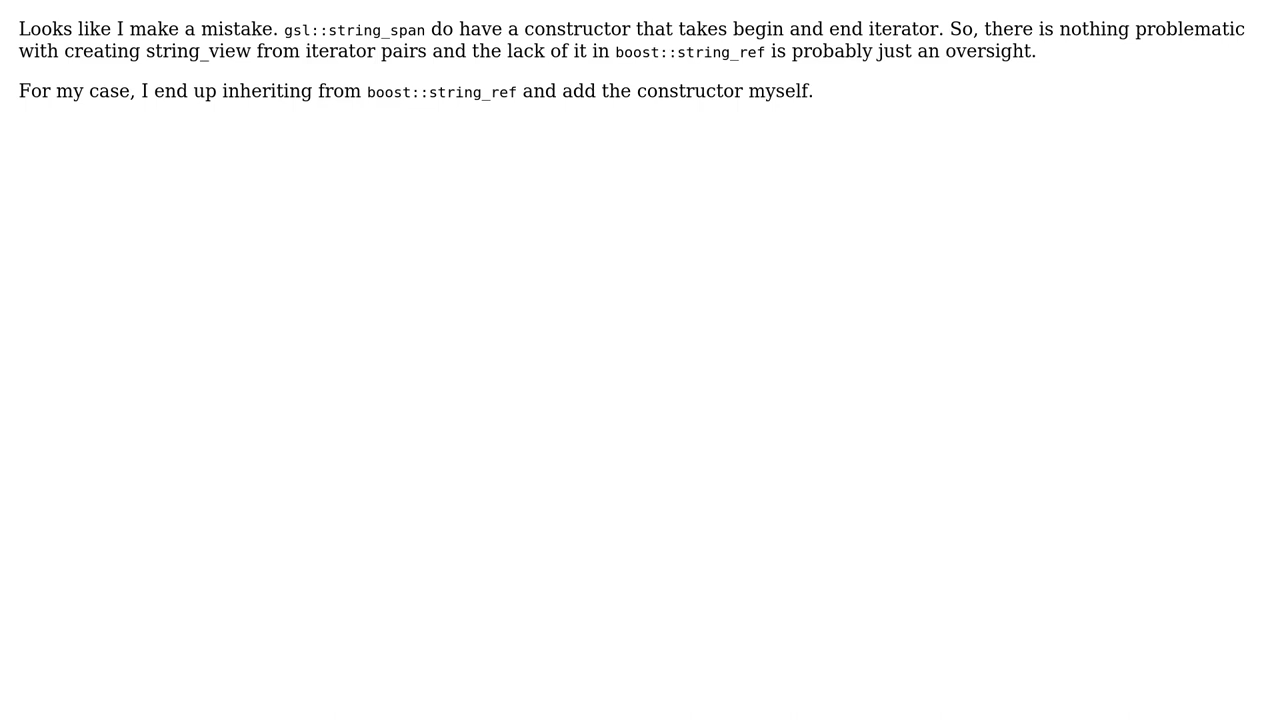 Looks like I make a mistake. gsl::string_span do have a constructor that takes begin and end iterator. So, there is nothing problematic
with creating string_view from iterator pairs and the lack of it in boost::string_ref is probably just an oversight.
For my case, I end up inheriting from boost::string_ref and add the constructor myself.